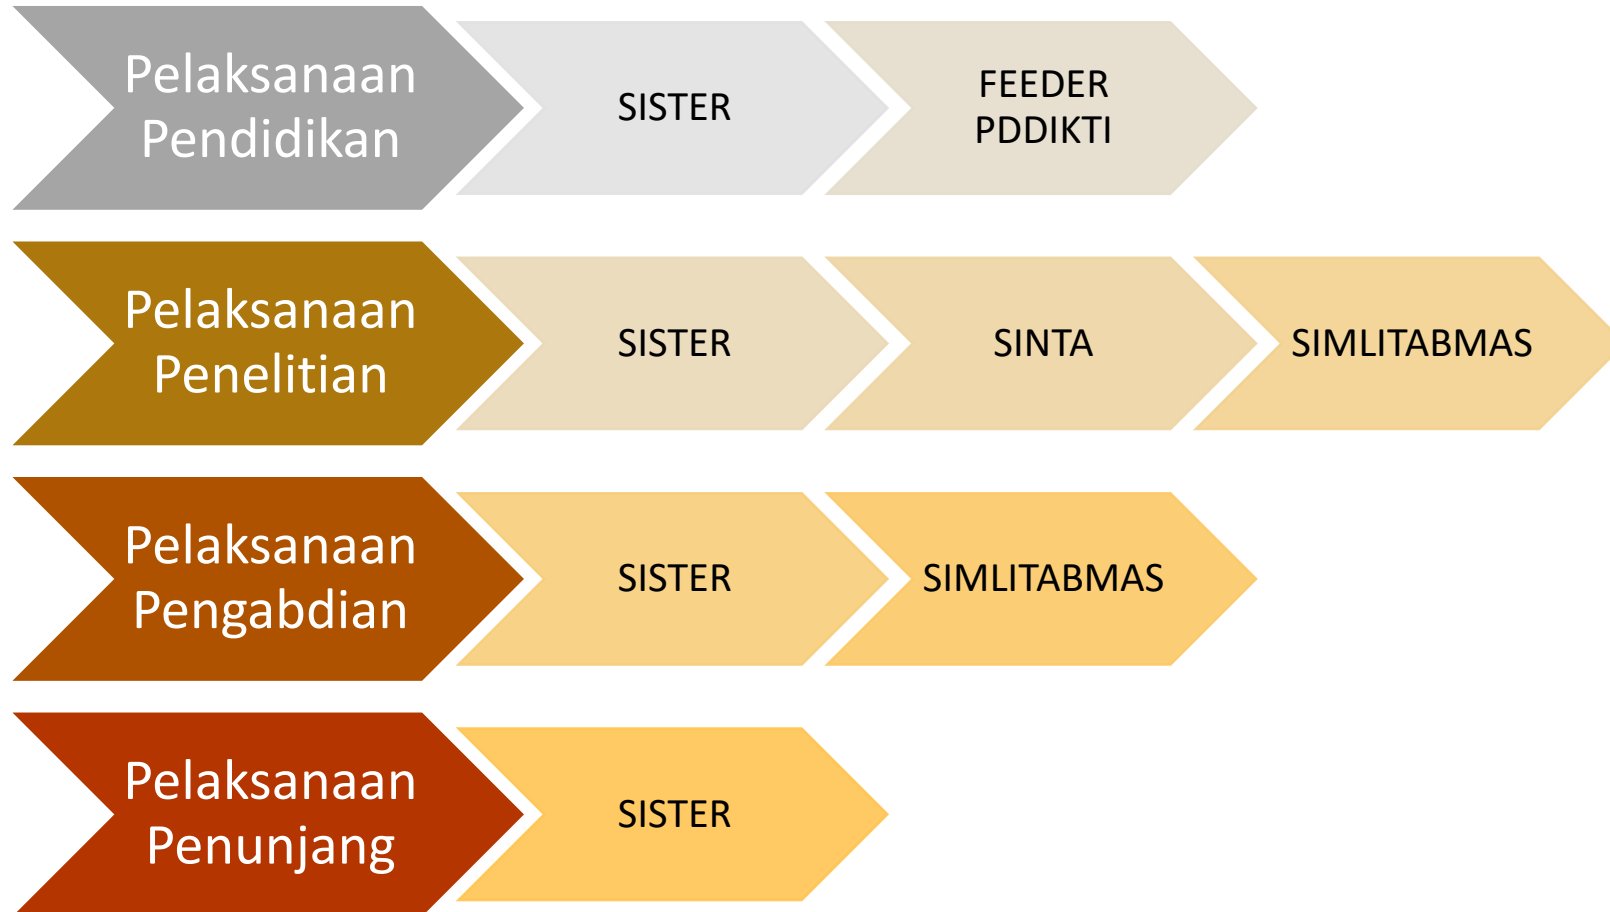 Pelaksanaan
Pendidikan
SISTER
FEEDER
PDDIKTI
Pelaksanaan
Penelitian
SISTER
SINTA
SIMLITABMAS
Pelaksanaan
Pengabdian
SISTER
SIMLITABMAS
Pelaksanaan
Penunjang
SISTER